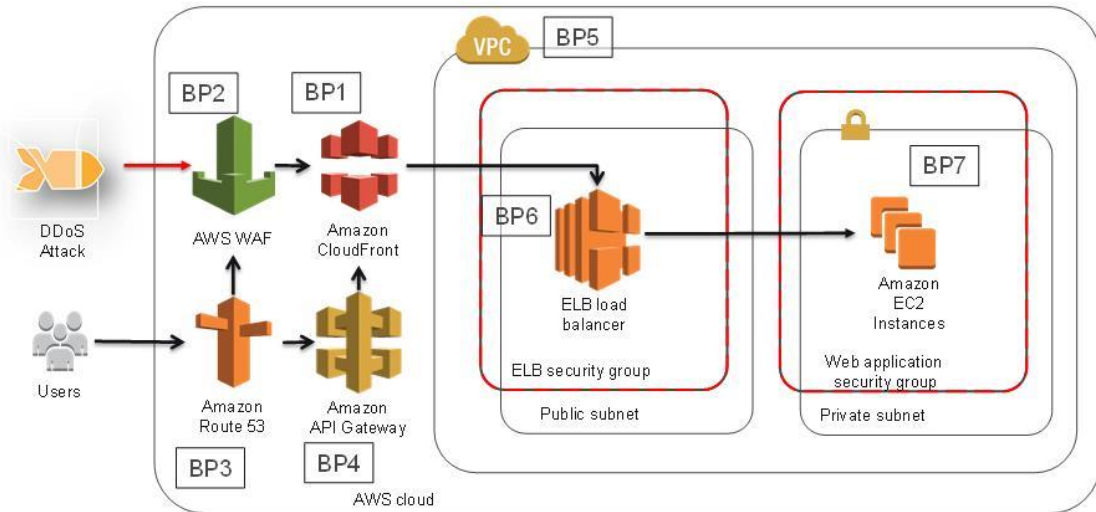 VPC
BP5
BP2
BP1
BP7
BP6
DDoS
Attack
AWS WAF
Amazon
CloudFront
ELB load
balancer
Amazon
EC2
Instances
Users
Amazon
Route 53
Amazon
API Gateway
ELB security group
Web application
security group
Public subnet
Private subnet
BP3
BP4
AWS cloud